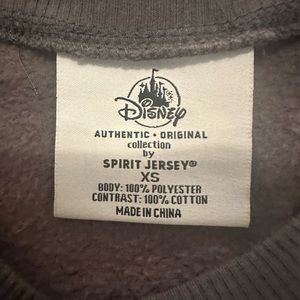 Disney
AUTHENTIC • ORIGINAL
collection
by
SPIRIT JERSEY®
XS
BODY: 100% POLYESTER
CONTRAST: 100% COTTON
MADE IN CHINA